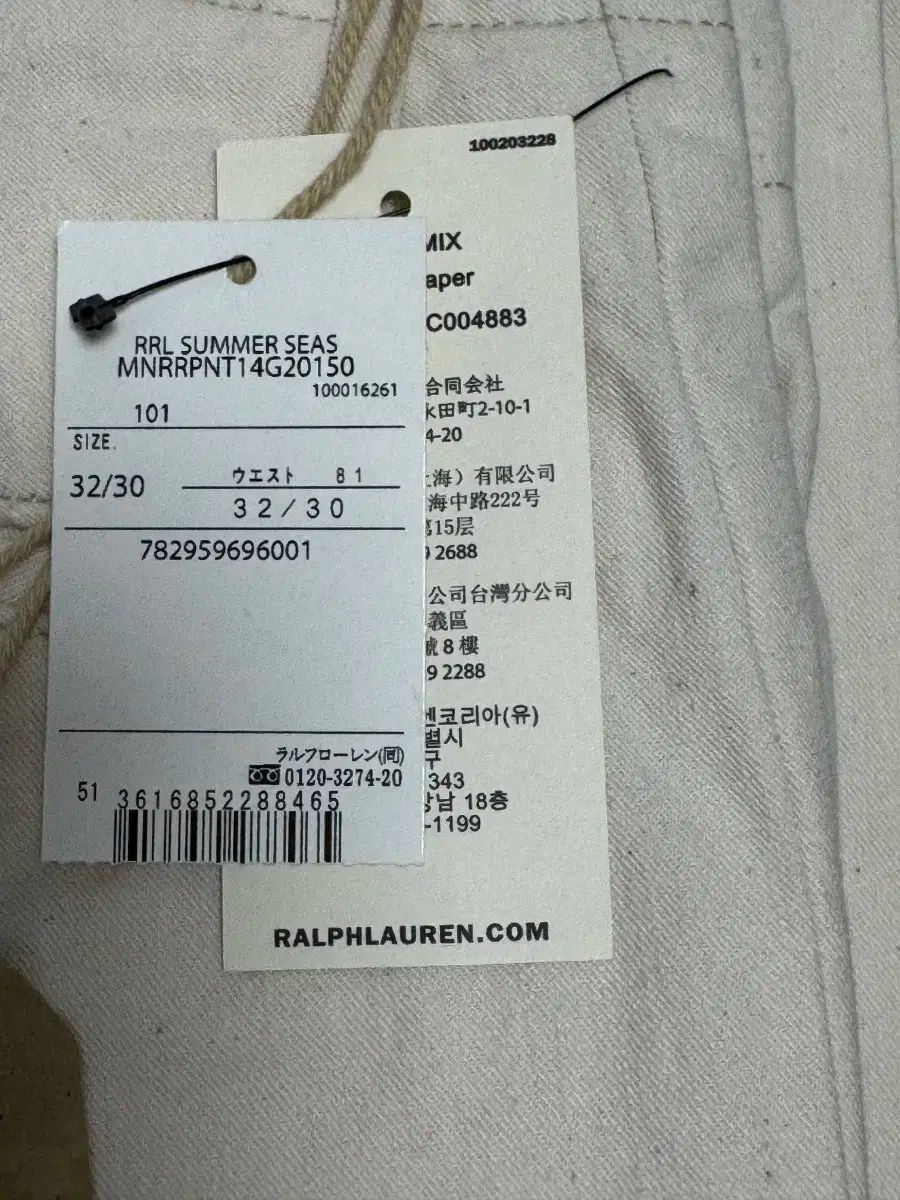 100203228
MIX
aper
C004883
合同会社
永田町2-10-1
4-20
上海）有限公司
海中路222号
第15层
2688
公司台灣分公司
義區
號8樓
9 2288
렌코리아(유)
별시
구
343
강남 18층
-1199
RALPHLAUREN.COM
RRL SUMMER SEAS
MNRRPNT14G20150
100016261
101
SIZE.
32/30
ウエスト 81
32/30
782959696001
ラルフローレン(同)
0120-3274-20
51
3616852288465